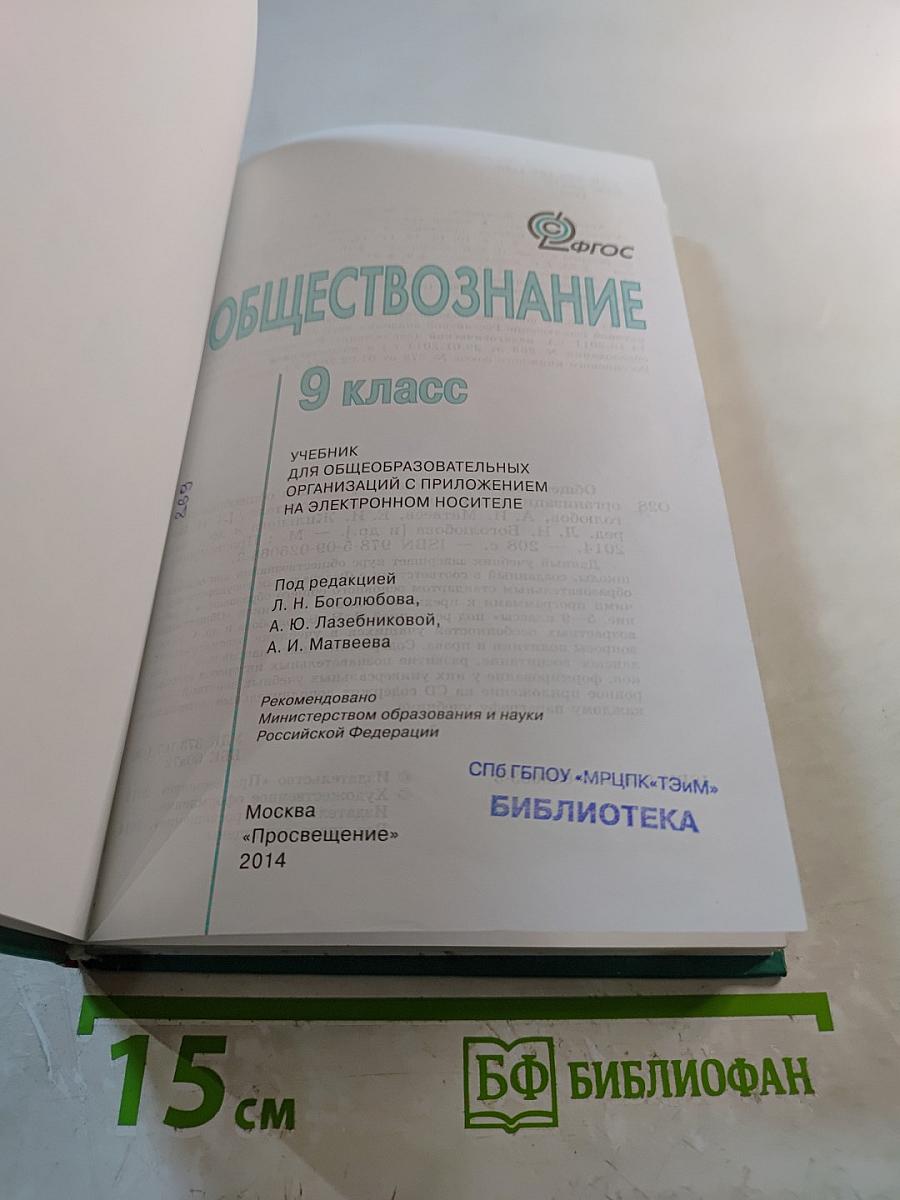 ФГОС
ОБЩЕСТВОЗНАНИЕ
9 класс
УЧЕБНИК
ДЛЯ ОБЩЕОБРАЗОВАТЕЛЬНЫХ
ОРГАНИЗАЦИЙ С ПРИЛОЖЕНИЕМ
НА ЭЛЕКТРОННОМ НОСИТЕЛЕ
289
Под редакцией
Л. Н. Боголюбова,
А. Ю. Лазебниковой,
А. И. Матвеева
Рекомендовано
Министерством образования и науки
Российской Федерации
СПб ГБПОУ «МРЦПК«ТЭиМ»
БИБЛИОТЕКА
Москва
«Просвещение»
2014
15 см
БФ БИБЛИОФАН